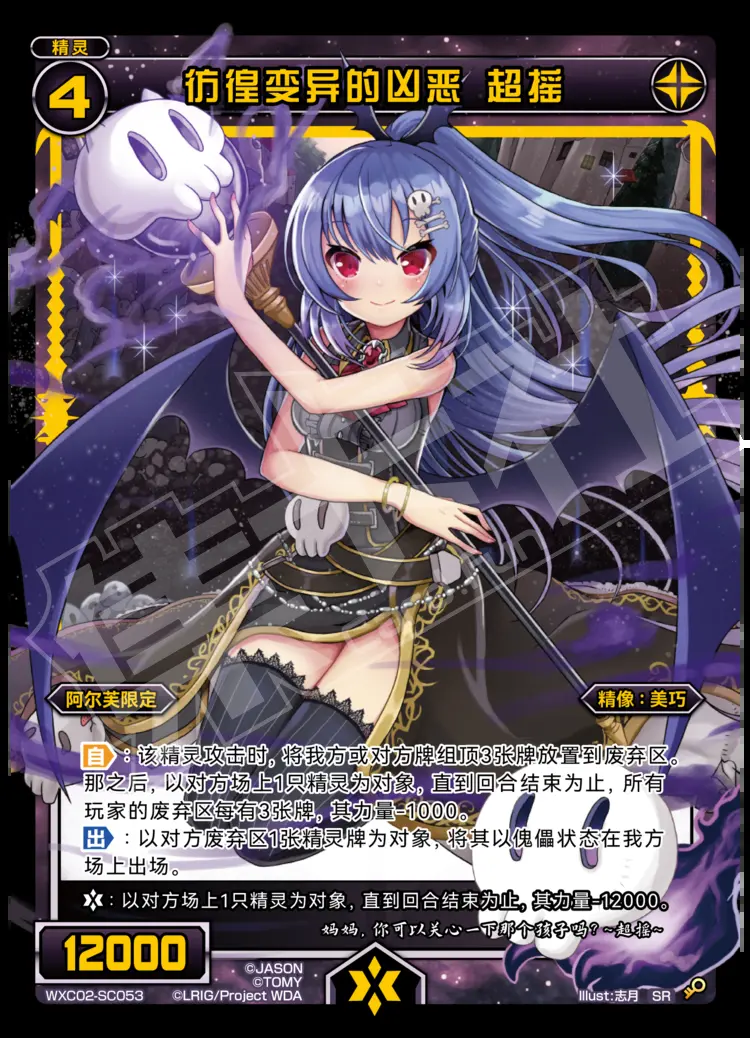 精灵
4
彷徨变异的凶恶 超摇
阿尔芙限定
精像：美巧
自：该精灵攻击时，将我方或对方牌组顶3张牌放置到废弃区。
那之后，以对方场上1只精灵为对象，直到回合结束为止，所有
玩家的废弃区每有3张牌，其力量-1000。
出：以对方废弃区1张精灵牌为对象，将其以傀儡状态在我方
场上出场。
：以对方场上1只精灵为对象，直到回合结束为止，其力量-12000。
妈妈，你可以关心一下那个孩子吗？~超摇~
12000
©JASON
©TOMY
WXC02-SC053 ©LRIG/Project WDA
Illust:志月 SR